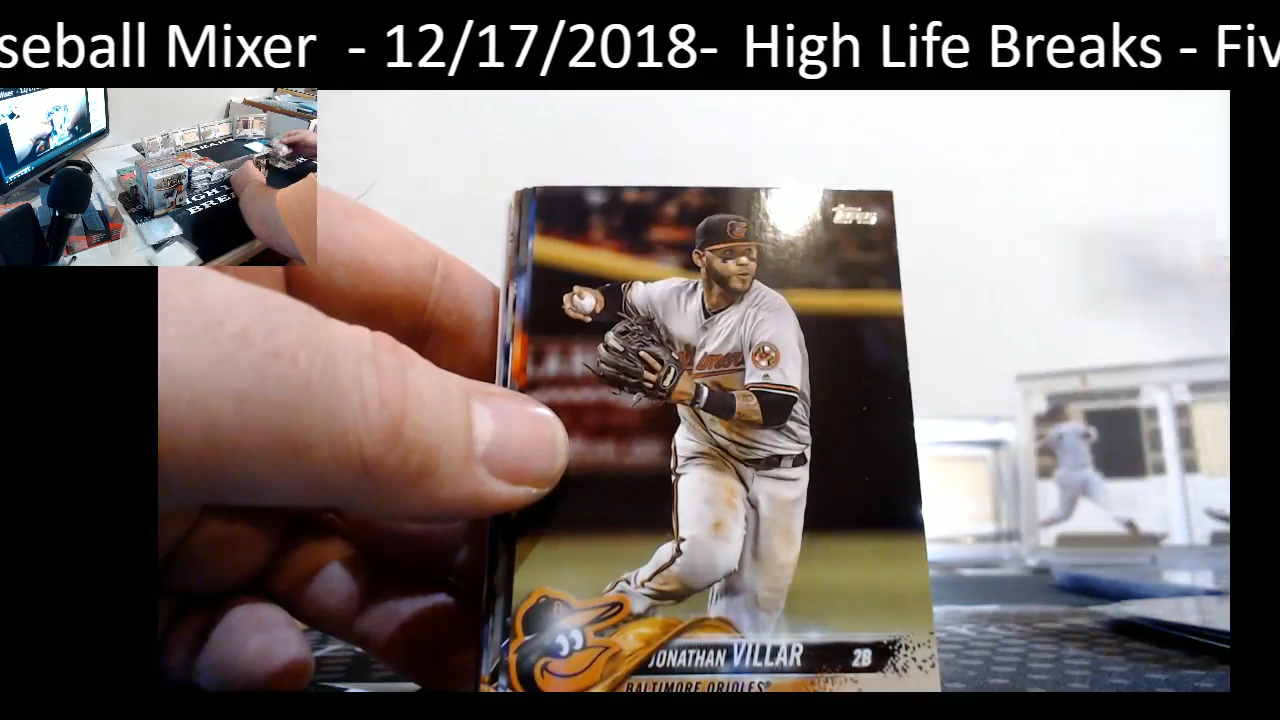 seball Mixer - 12/17/2018- High Life Breaks - Fiv
Topps
JONATHAN VILLAR 2B
BALTIMORE ORIOLES